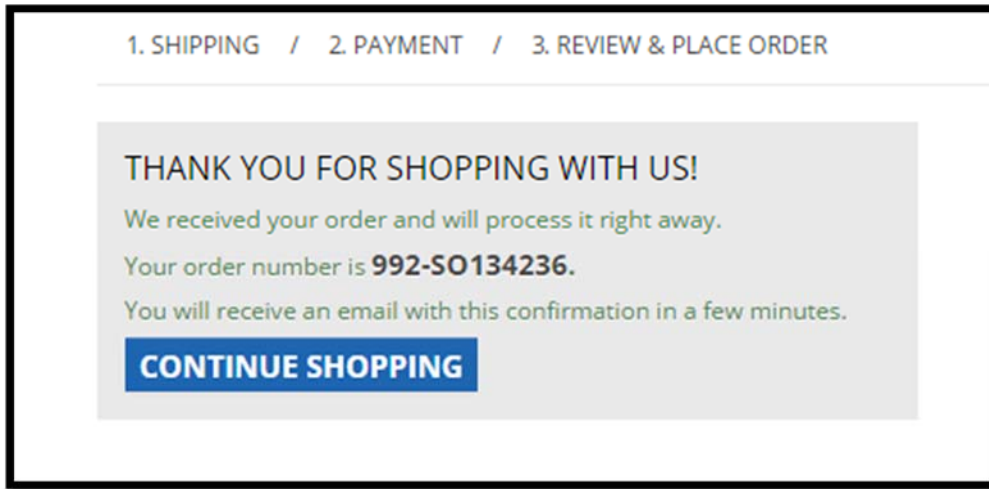 1. SHIPPING / 2. PAYMENT / 3. REVIEW & PLACE ORDER
THANK YOU FOR SHOPPING WITH US!
We received your order and will process it right away.
Your order number is 992-SO134236.
You will receive an email with this confirmation in a few minutes.
CONTINUE SHOPPING